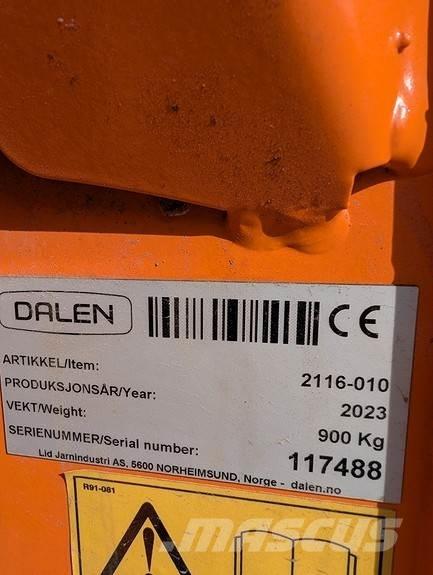 DALEN
CE
ARTIKKEL/Item: 2116-010
PRODUKSJONSÅR/Year: 2023
VEKT/Weight: 900 Kg
SERIENUMMER/Serial number: 117488
Lid Jarnindustri AS, 5600 NORHEIMSUND, Norge - dalen.no
R91-081
MASCUS